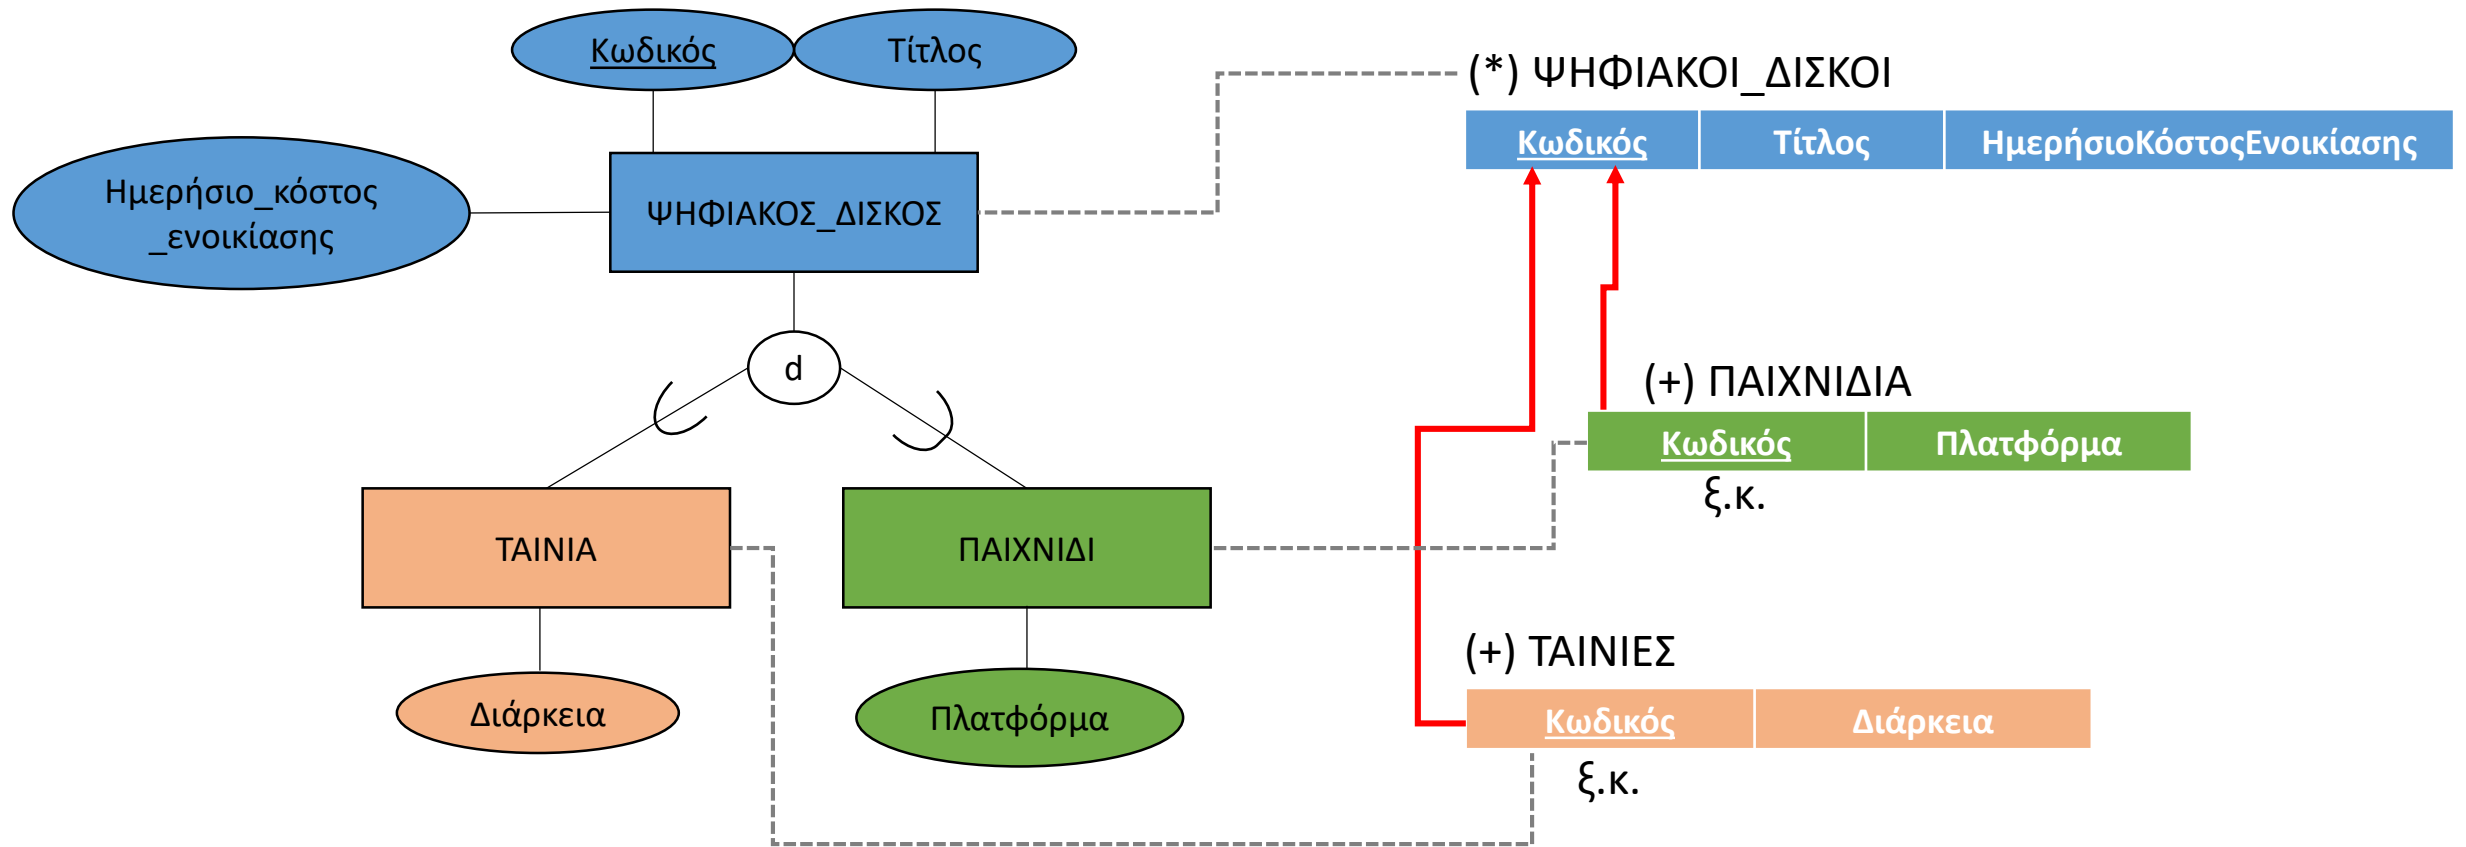 Κωδικός
Τίτλος
Ημερήσιο_κόστος
_ενοικίασης
ΨΗΦΙΑΚΟΣ_ΔΙΣΚΟΣ
d
ΤΑΙΝΙΑ
ΠΑΙΧΝΙΔΙ
Διάρκεια
Πλατφόρμα
(*) ΨΗΦΙΑΚΟΙ_ΔΙΣΚΟΙ
Κωδικός Τίτλος ΗμερήσιοΚόστοςΕνοικίασης
(+) ΠΑΙΧΝΙΔΙΑ
Κωδικός Πλατφόρμα
ξ.κ.
(+) ΤΑΙΝΙΕΣ
Κωδικός Διάρκεια
ξ.κ.